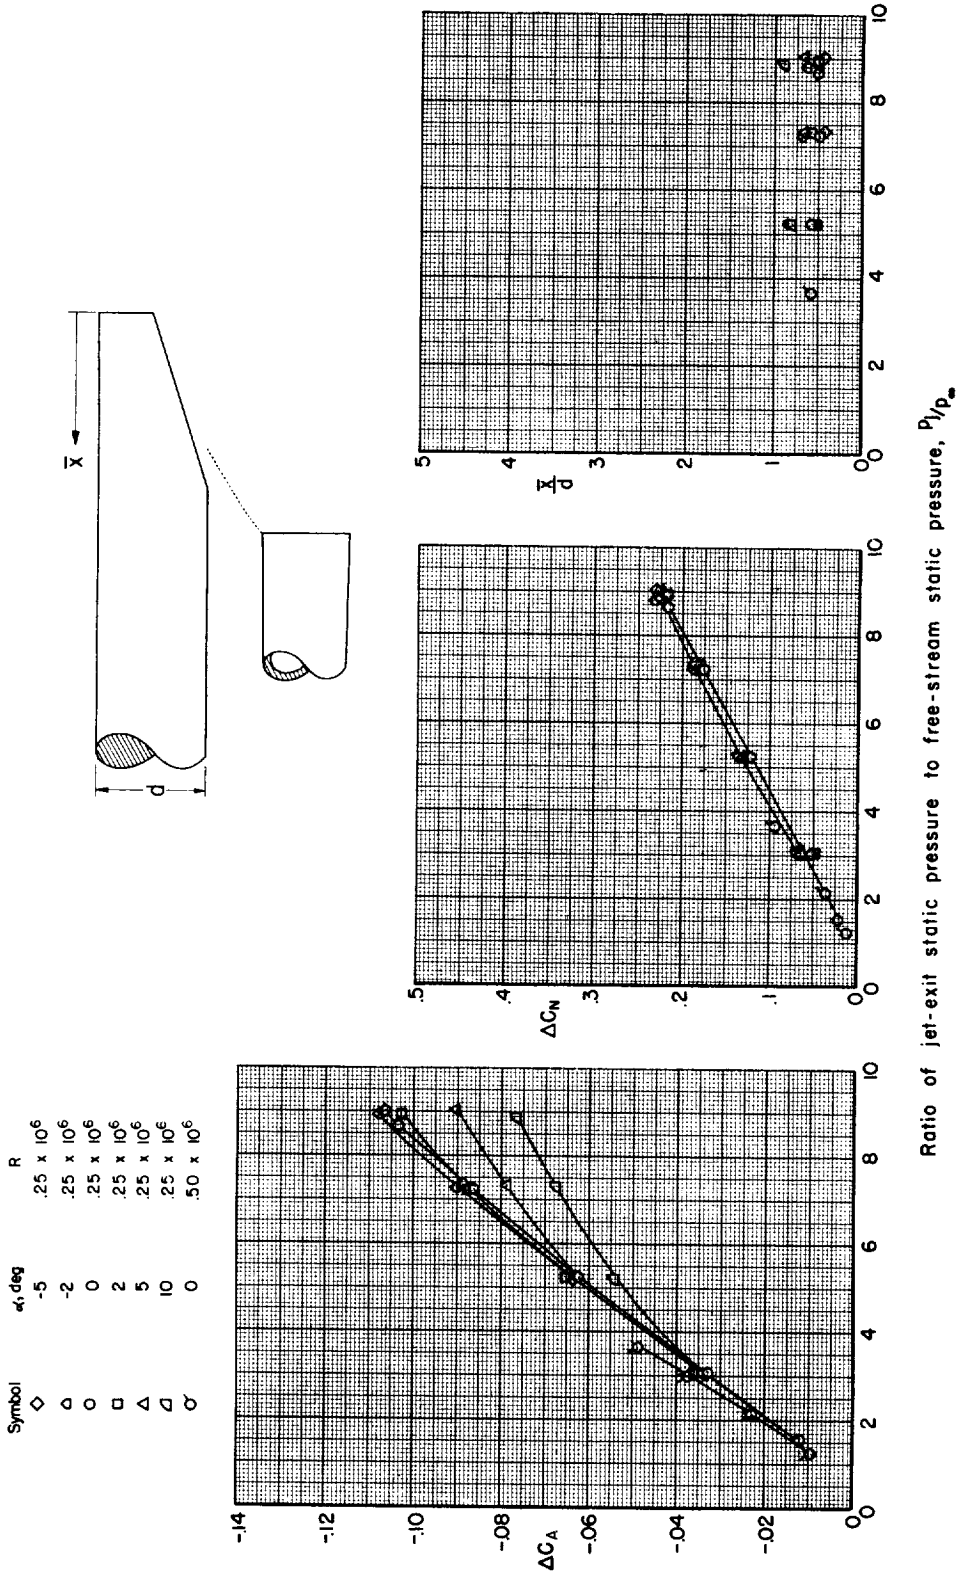 Symbol α, deg R
-5 .25 x 10⁶
-2 .25 x 10⁶
0 .25 x 10⁶
2 .25 x 10⁶
5 .25 x 10⁶
10 .25 x 10⁶
0 .50 x 10⁶
d
x̄
-.14
-.12
-.10
-.08
ΔC_A
-.06
-.04
-.02
0
0 2 4 6 8 10
.5
.4
ΔC_N
.3
.2
.1
0
0 2 4 6 8 10
5
4
x̄/d
3
2
1
0
0 2 4 6 8 10
Ratio of jet-exit static pressure to free-stream static pressure, p_j/p_∞